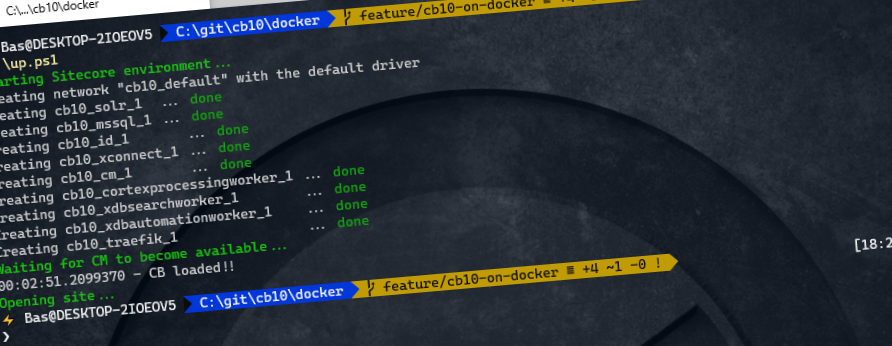 C:\...\cb10\docker
Bas@DESKTOP-2IOEOV5 C:\git\cb10\docker feature/cb10-on-docker ≡
\up.ps1
arting Sitecore environment...
eating network "cb10_default" with the default driver
eating cb10_solr_1 ... done
reating cb10_mssql_1 ... done
reating cb10_id_1 ... done
reating cb10_xconnect_1 ... done
reating cb10_cm_1 ... done
reating cb10_cortexprocessingworker_1 ... done
reating cb10_xdbsearchworker_1 ... done
Creating cb10_xdbautomationworker_1 ... done
Creating cb10_traefik_1 ... done
Waiting for CM to become available...
00:02:51.2099370 - CB loaded!!
Opening site...
[18:2
⚡ Bas@DESKTOP-2IOEOV5 C:\git\cb10\docker feature/cb10-on-docker ≡ +4 ~1 -0 !
❯